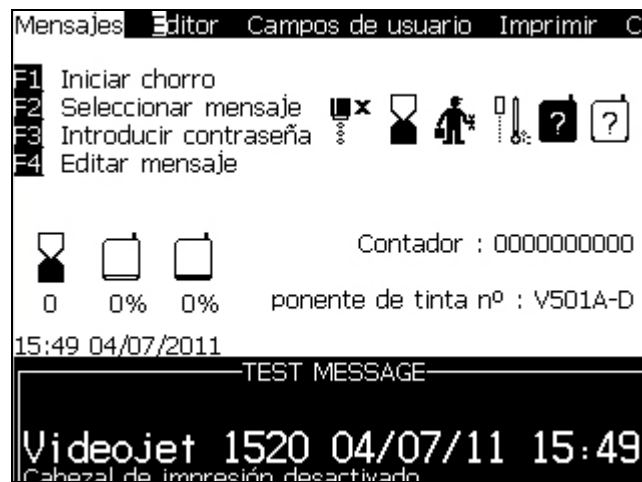 Mensajes Editor Campos de usuario Imprimir C
F1 Iniciar chorro
F2 Seleccionar mensaje
F3 Introducir contraseña
F4 Editar mensaje
? ?
Contador : 0000000000
0 0% 0% ponente de tinta nº : V501A-D
15:49 04/07/2011
TEST MESSAGE
Videojet 1520 04/07/11 15:49
Cabezal de impresión desactivado